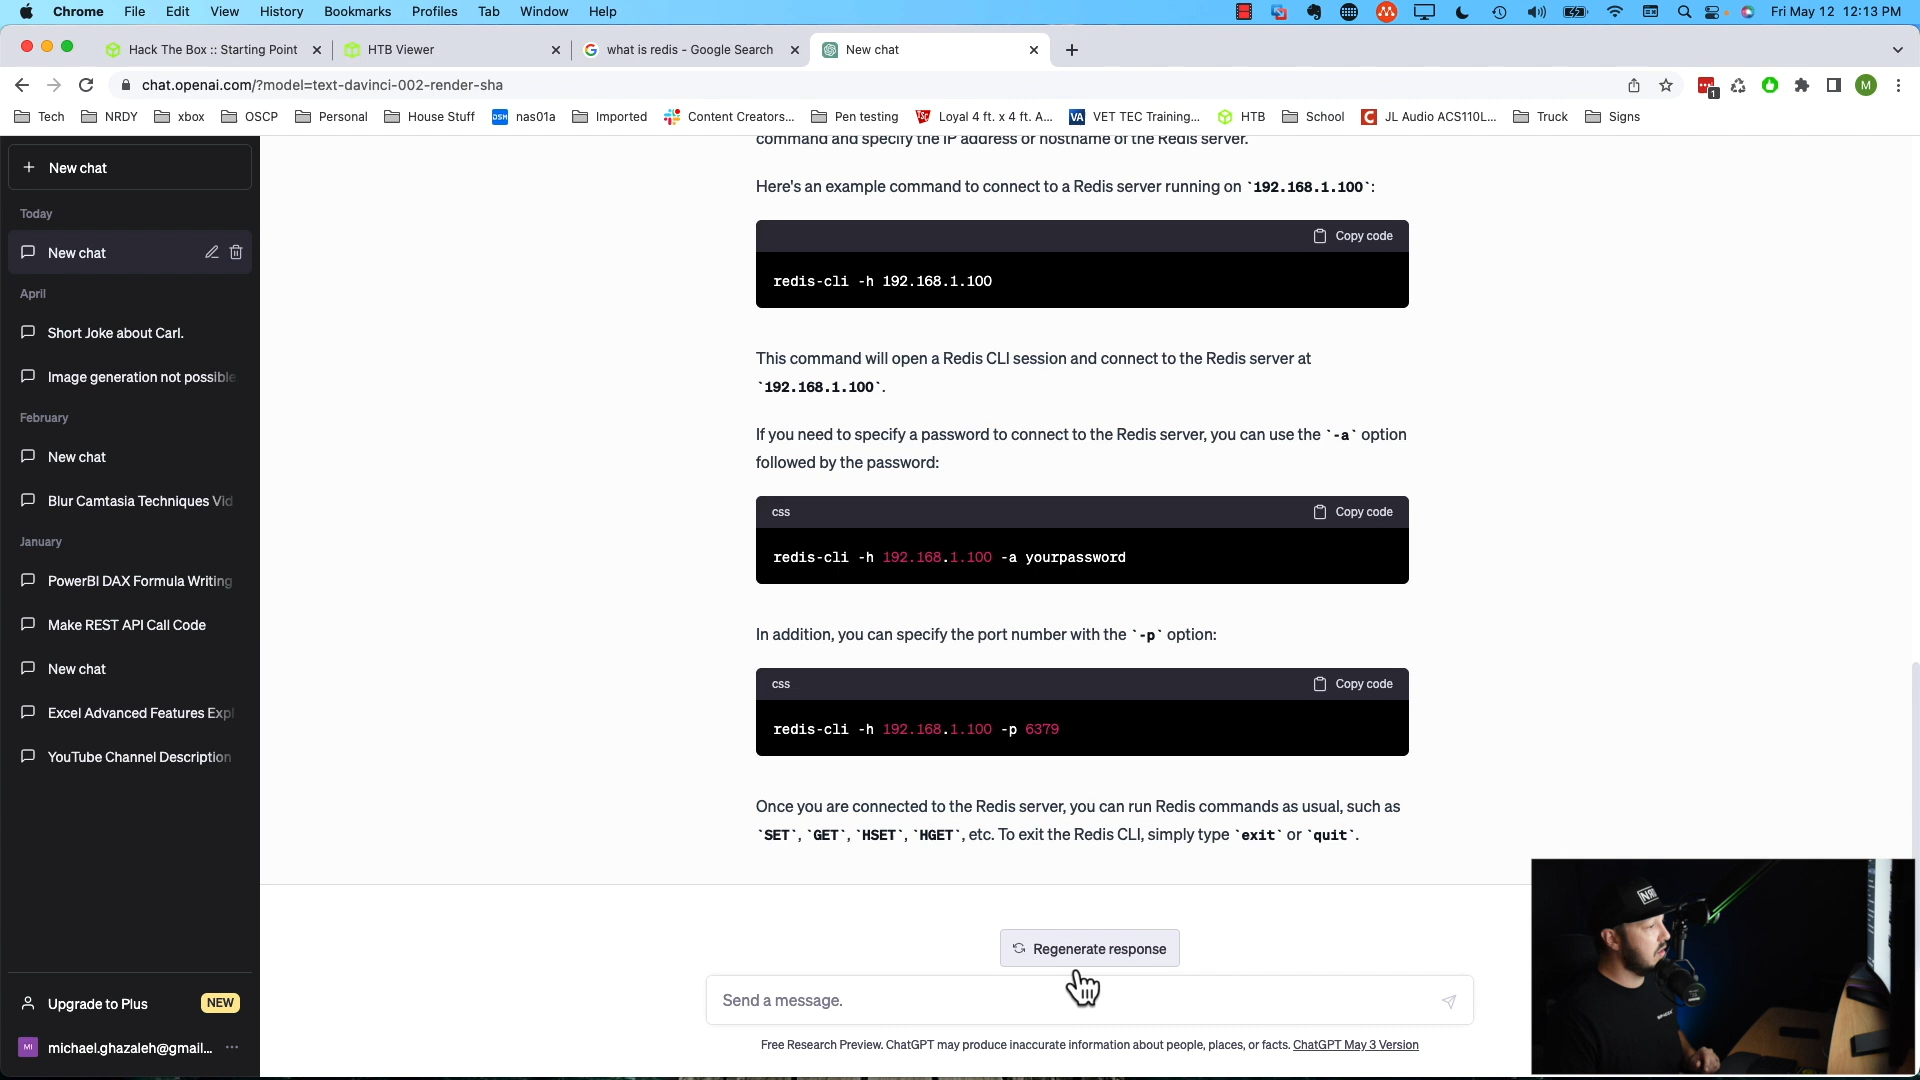 Chrome File Edit View History Bookmarks Profiles Tab Window Help Fri May 12 12:13 PM
Hack The Box :: Starting Point HTB Viewer what is redis - Google Search New chat
chat.openai.com/?model=text-davinci-002-render-sha
Tech NRDY xbox OSCP Personal House Stuff nas01a Imported Content Creators... Pen testing Loyal 4 ft. x 4 ft. A... VET TEC Training... HTB School JL Audio ACS110L... Truck Signs
New chat
Today
New chat
April
Short Joke about Carl.
Image generation not possible
February
New chat
Blur Camtasia Techniques Vid
January
PowerBI DAX Formula Writing
Make REST API Call Code
New chat
Excel Advanced Features Expl
YouTube Channel Description
Upgrade to Plus NEW
MI michael.ghazaleh@gmail... ...
command and specify the IP address or hostname of the Redis server.
Here's an example command to connect to a Redis server running on `192.168.1.100`:
Copy code
redis-cli -h 192.168.1.100
This command will open a Redis CLI session and connect to the Redis server at
`192.168.1.100`.
If you need to specify a password to connect to the Redis server, you can use the `-a` option
followed by the password:
css Copy code
redis-cli -h 192.168.1.100 -a yourpassword
In addition, you can specify the port number with the `-p` option:
css Copy code
redis-cli -h 192.168.1.100 -p 6379
Once you are connected to the Redis server, you can run Redis commands as usual, such as
`SET`, `GET`, `HSET`, `HGET`, etc. To exit the Redis CLI, simply type `exit` or `quit`.
Regenerate response
Send a message.
Free Research Preview. ChatGPT may produce inaccurate information about people, places, or facts. ChatGPT May 3 Version